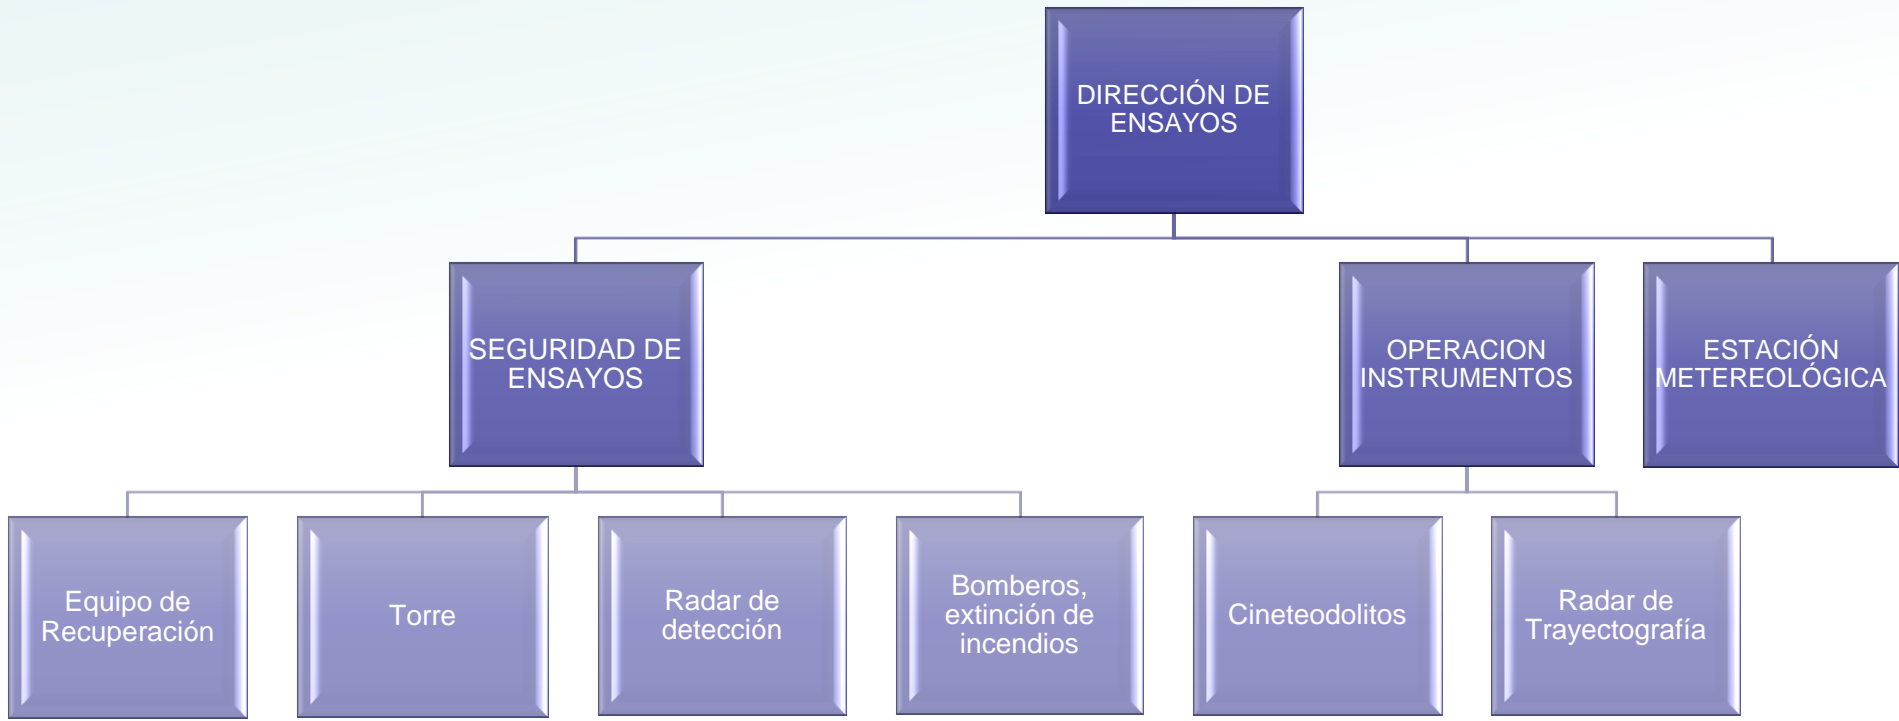 DIRECCIÓN DE
ENSAYOS
SEGURIDAD DE
ENSAYOS
OPERACION
INSTRUMENTOS
ESTACIÓN
METEREOLÓGICA
Equipo de
Recuperación
Torre
Radar de
detección
Bomberos,
extinción de
incendios
Cineteodolitos
Radar de
Trayectografía